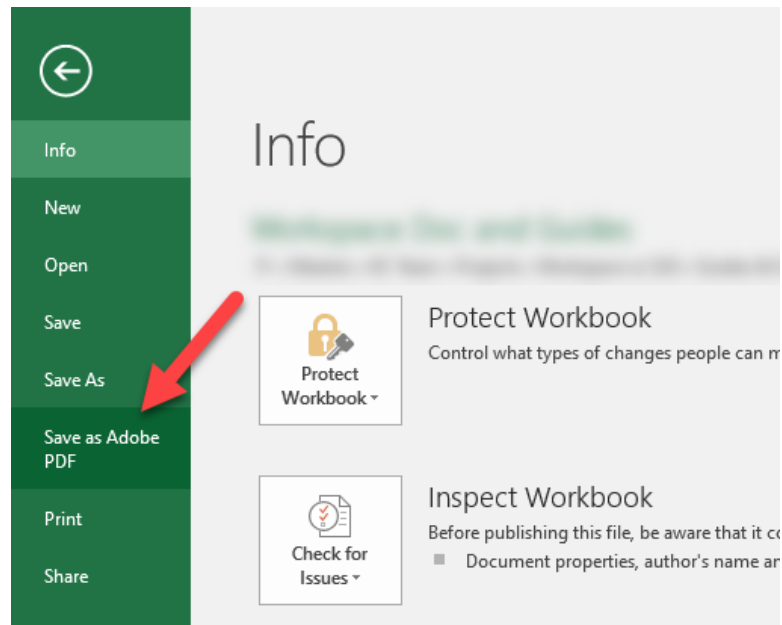 Info
New
Open
Save
Save As
Save as Adobe
PDF
Print
Share
Info
Protect
Workbook
Protect Workbook
Control what types of changes people can
Check for
Issues
Inspect Workbook
Before publishing this file, be aware that it
Document properties, author's name